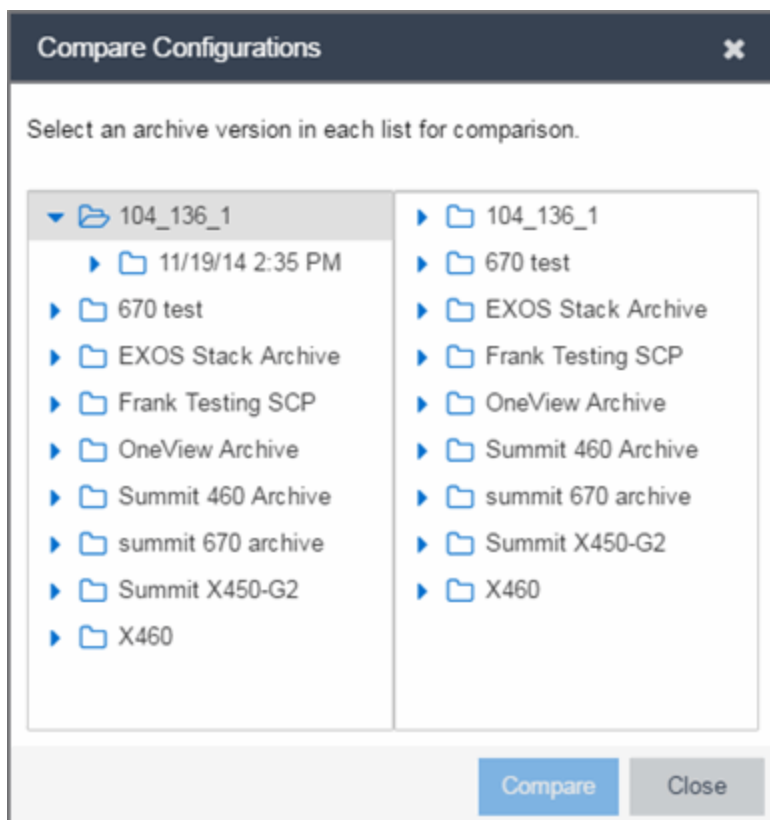 Compare Configurations
Select an archive version in each list for comparison.
104_136_1
11/19/14 2:35 PM
670 test
EXOS Stack Archive
Frank Testing SCP
OneView Archive
Summit 460 Archive
summit 670 archive
Summit X450-G2
X460
104_136_1
670 test
EXOS Stack Archive
Frank Testing SCP
OneView Archive
Summit 460 Archive
summit 670 archive
Summit X450-G2
X460
Compare
Close